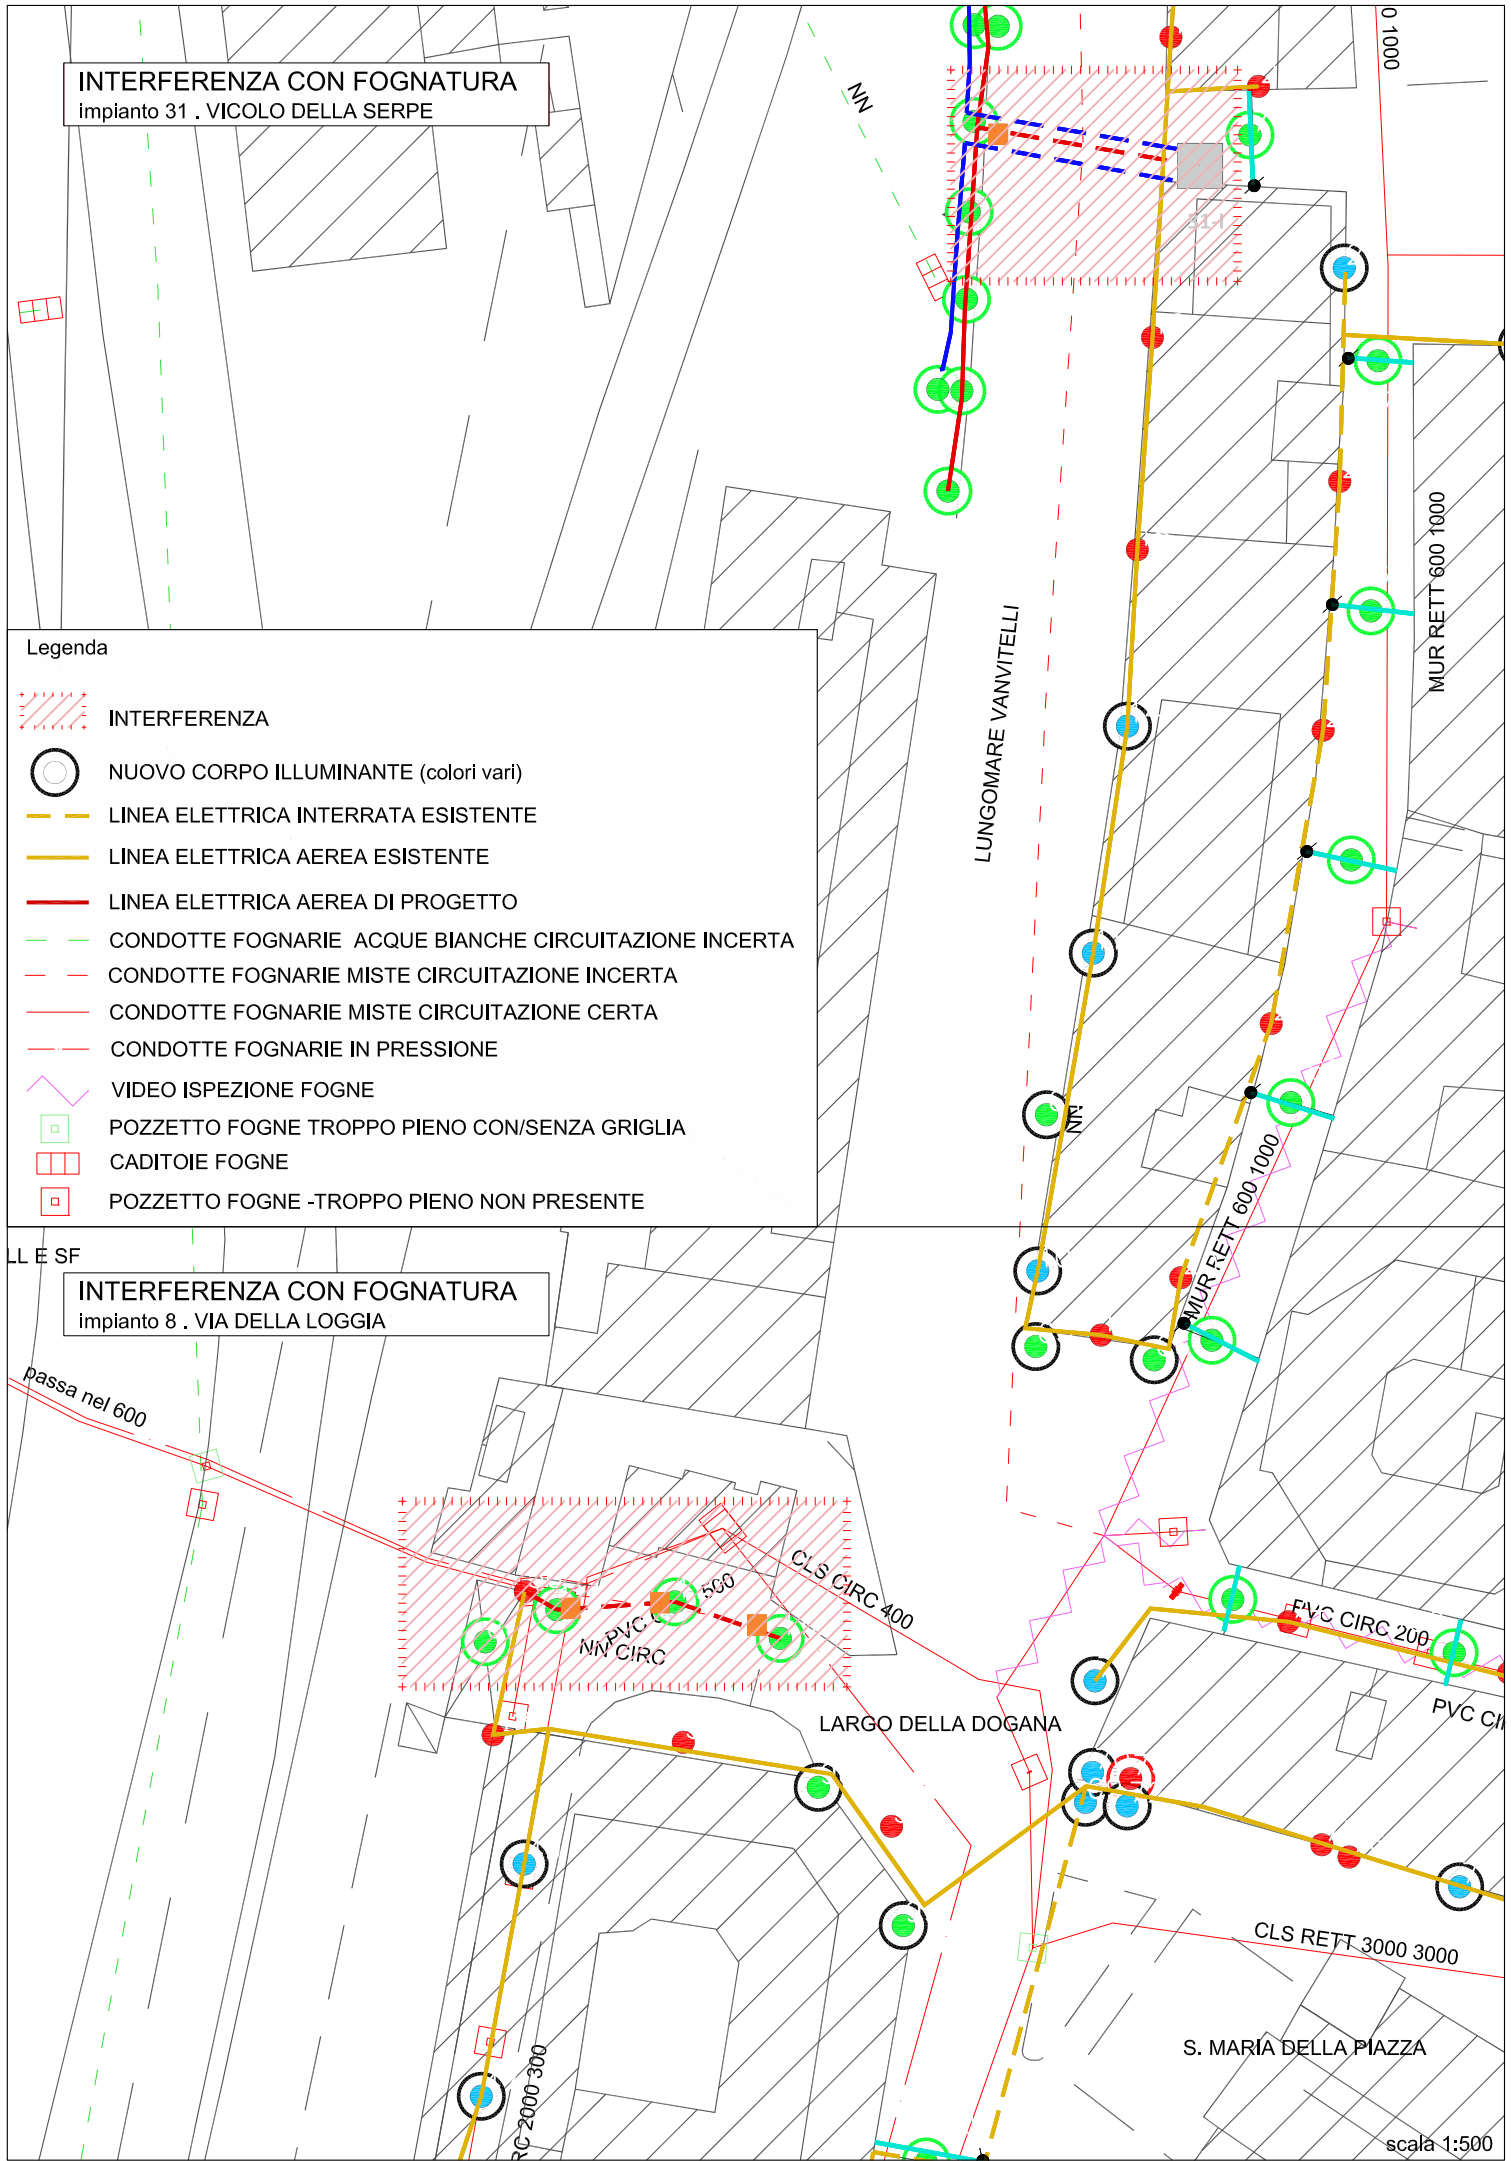 INTERFERENZA CON FOGNATURA
impianto 31 . VICOLO DELLA SERPE
NN
0 1000
31-I
MUR RETT 600 1000
LUNGOMARE VANVITELLI
Legenda
INTERFERENZA
NUOVO CORPO ILLUMINANTE (colori vari)
LINEA ELETTRICA INTERRATA ESISTENTE
LINEA ELETTRICA AEREA ESISTENTE
LINEA ELETTRICA AEREA DI PROGETTO
CONDOTTE FOGNARIE ACQUE BIANCHE CIRCUITAZIONE INCERTA
CONDOTTE FOGNARIE MISTE CIRCUITAZIONE INCERTA
CONDOTTE FOGNARIE MISTE CIRCUITAZIONE CERTA
CONDOTTE FOGNARIE IN PRESSIONE
VIDEO ISPEZIONE FOGNE
POZZETTO FOGNE TROPPO PIENO CON/SENZA GRIGLIA
CADITOIE FOGNE
POZZETTO FOGNE -TROPPO PIENO NON PRESENTE
NN
MUR RETT 600 1000
LL E SF
INTERFERENZA CON FOGNATURA
impianto 8 . VIA DELLA LOGGIA
passa nel 600
CLS CIRC 400
PVC 500
NN CIRC
PVC CIRC 200
PVC CI
LARGO DELLA DOGANA
CLS RETT 3000 3000
S. MARIA DELLA PIAZZA
RC 2000 300
scala 1:500